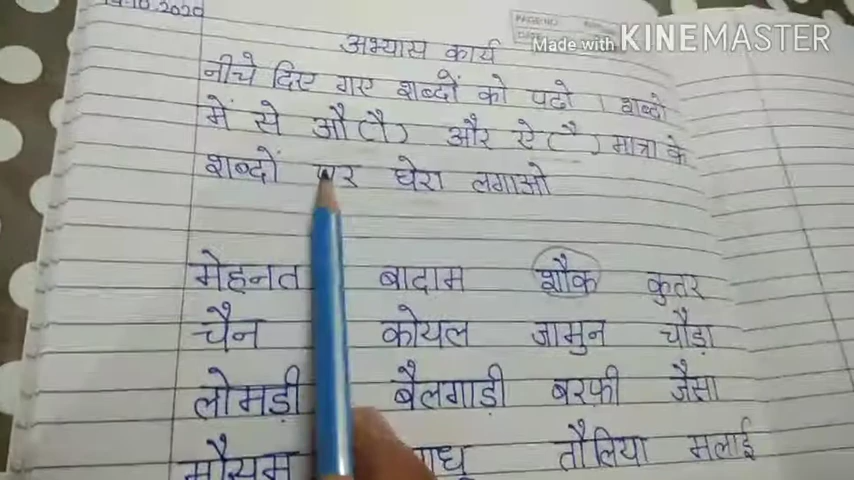 अभ्यास कार्य
Made with KINEMASTER
नीचे दिए गए शब्दों को पढो । शब्दो
में से औ(ौ) और ऐ(ै) मात्रा के
शब्दों पर घेरा लगाओ
मेहनत बादाम शौक कुतर
चैन कोयल जामुन चौड़ा
लोमड़ी बैलगाड़ी बरफ़ी जैसा
मौसम तौलिया मलाई